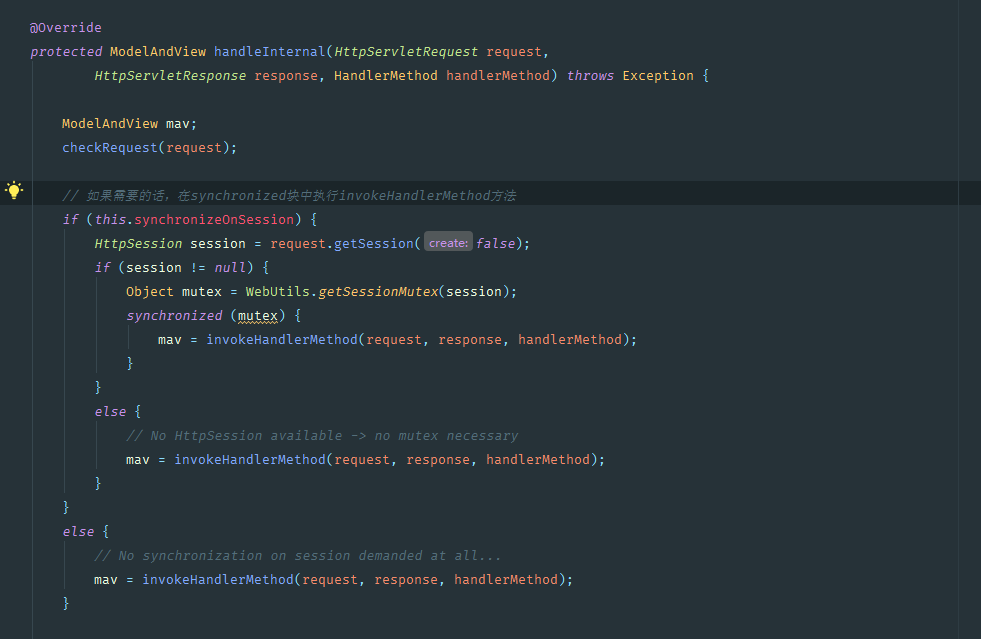 @Override
protected ModelAndView handleInternal(HttpServletRequest request,
HttpServletResponse response, HandlerMethod handlerMethod) throws Exception {
ModelAndView mav;
checkRequest(request);
// 如果需要的话，在synchronized块中执行invokeHandlerMethod方法
if (this.synchronizeOnSession) {
HttpSession session = request.getSession( create: false);
if (session != null) {
Object mutex = WebUtils.getSessionMutex(session);
synchronized (mutex) {
mav = invokeHandlerMethod(request, response, handlerMethod);
}
}
else {
// No HttpSession available -> no mutex necessary
mav = invokeHandlerMethod(request, response, handlerMethod);
}
}
else {
// No synchronization on session demanded at all...
mav = invokeHandlerMethod(request, response, handlerMethod);
}